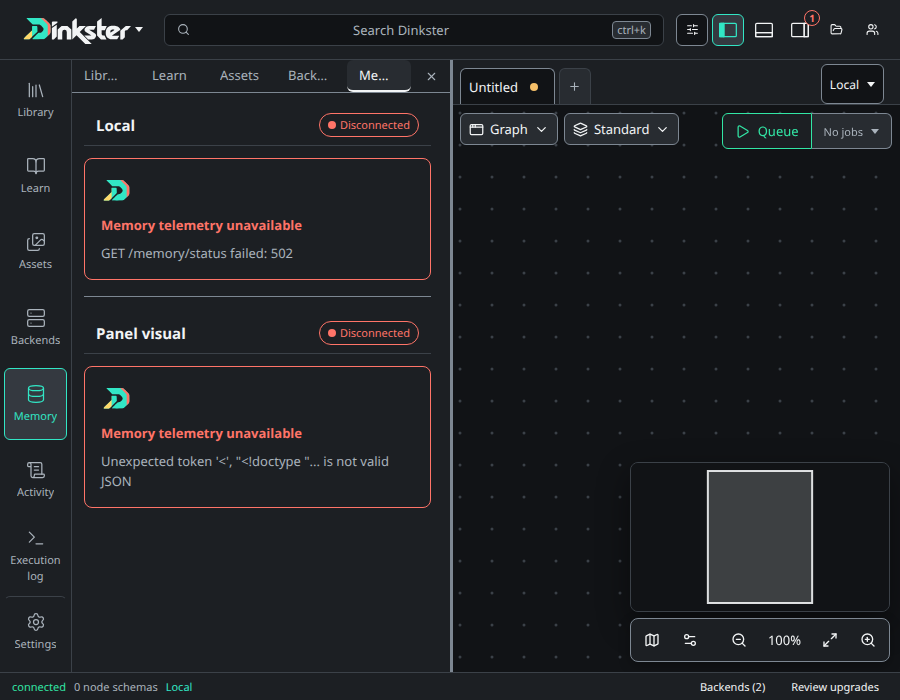 Dinkster
Search Dinkster
ctrl+k
1
Libr...
Learn
Assets
Back...
Me...
Untitled
Local
Library
Learn
Assets
Backends
Memory
Activity
Execution
log
Settings
Local
Disconnected
Memory telemetry unavailable
GET /memory/status failed: 502
Panel visual
Disconnected
Memory telemetry unavailable
Unexpected token '<', "<!doctype "... is not valid
JSON
Graph
Standard
Queue
No jobs
100%
connected
0 node schemas
Local
Backends (2)
Review upgrades